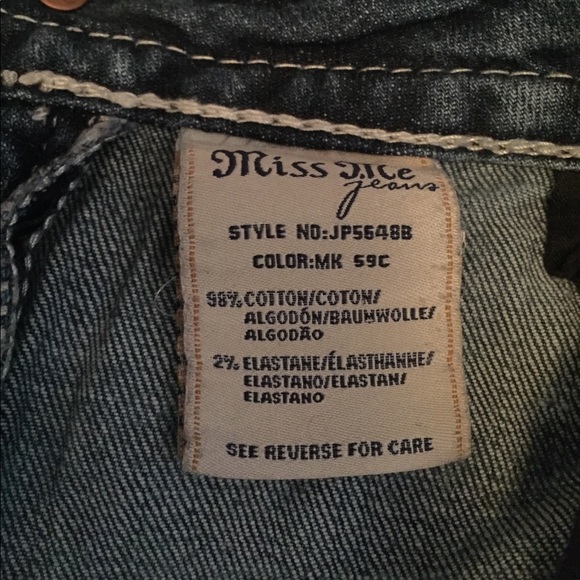 Miss Me
jeans
STYLE NO:JP5648B
COLOR:MK 59C
98% COTTON/COTON/
ALGODÓN/BAUMWOLLE/
ALGODÃO
2% ELASTANE/ÉLASTHANNE/
ELASTANO/ELASTAN/
ELASTANO
SEE REVERSE FOR CARE